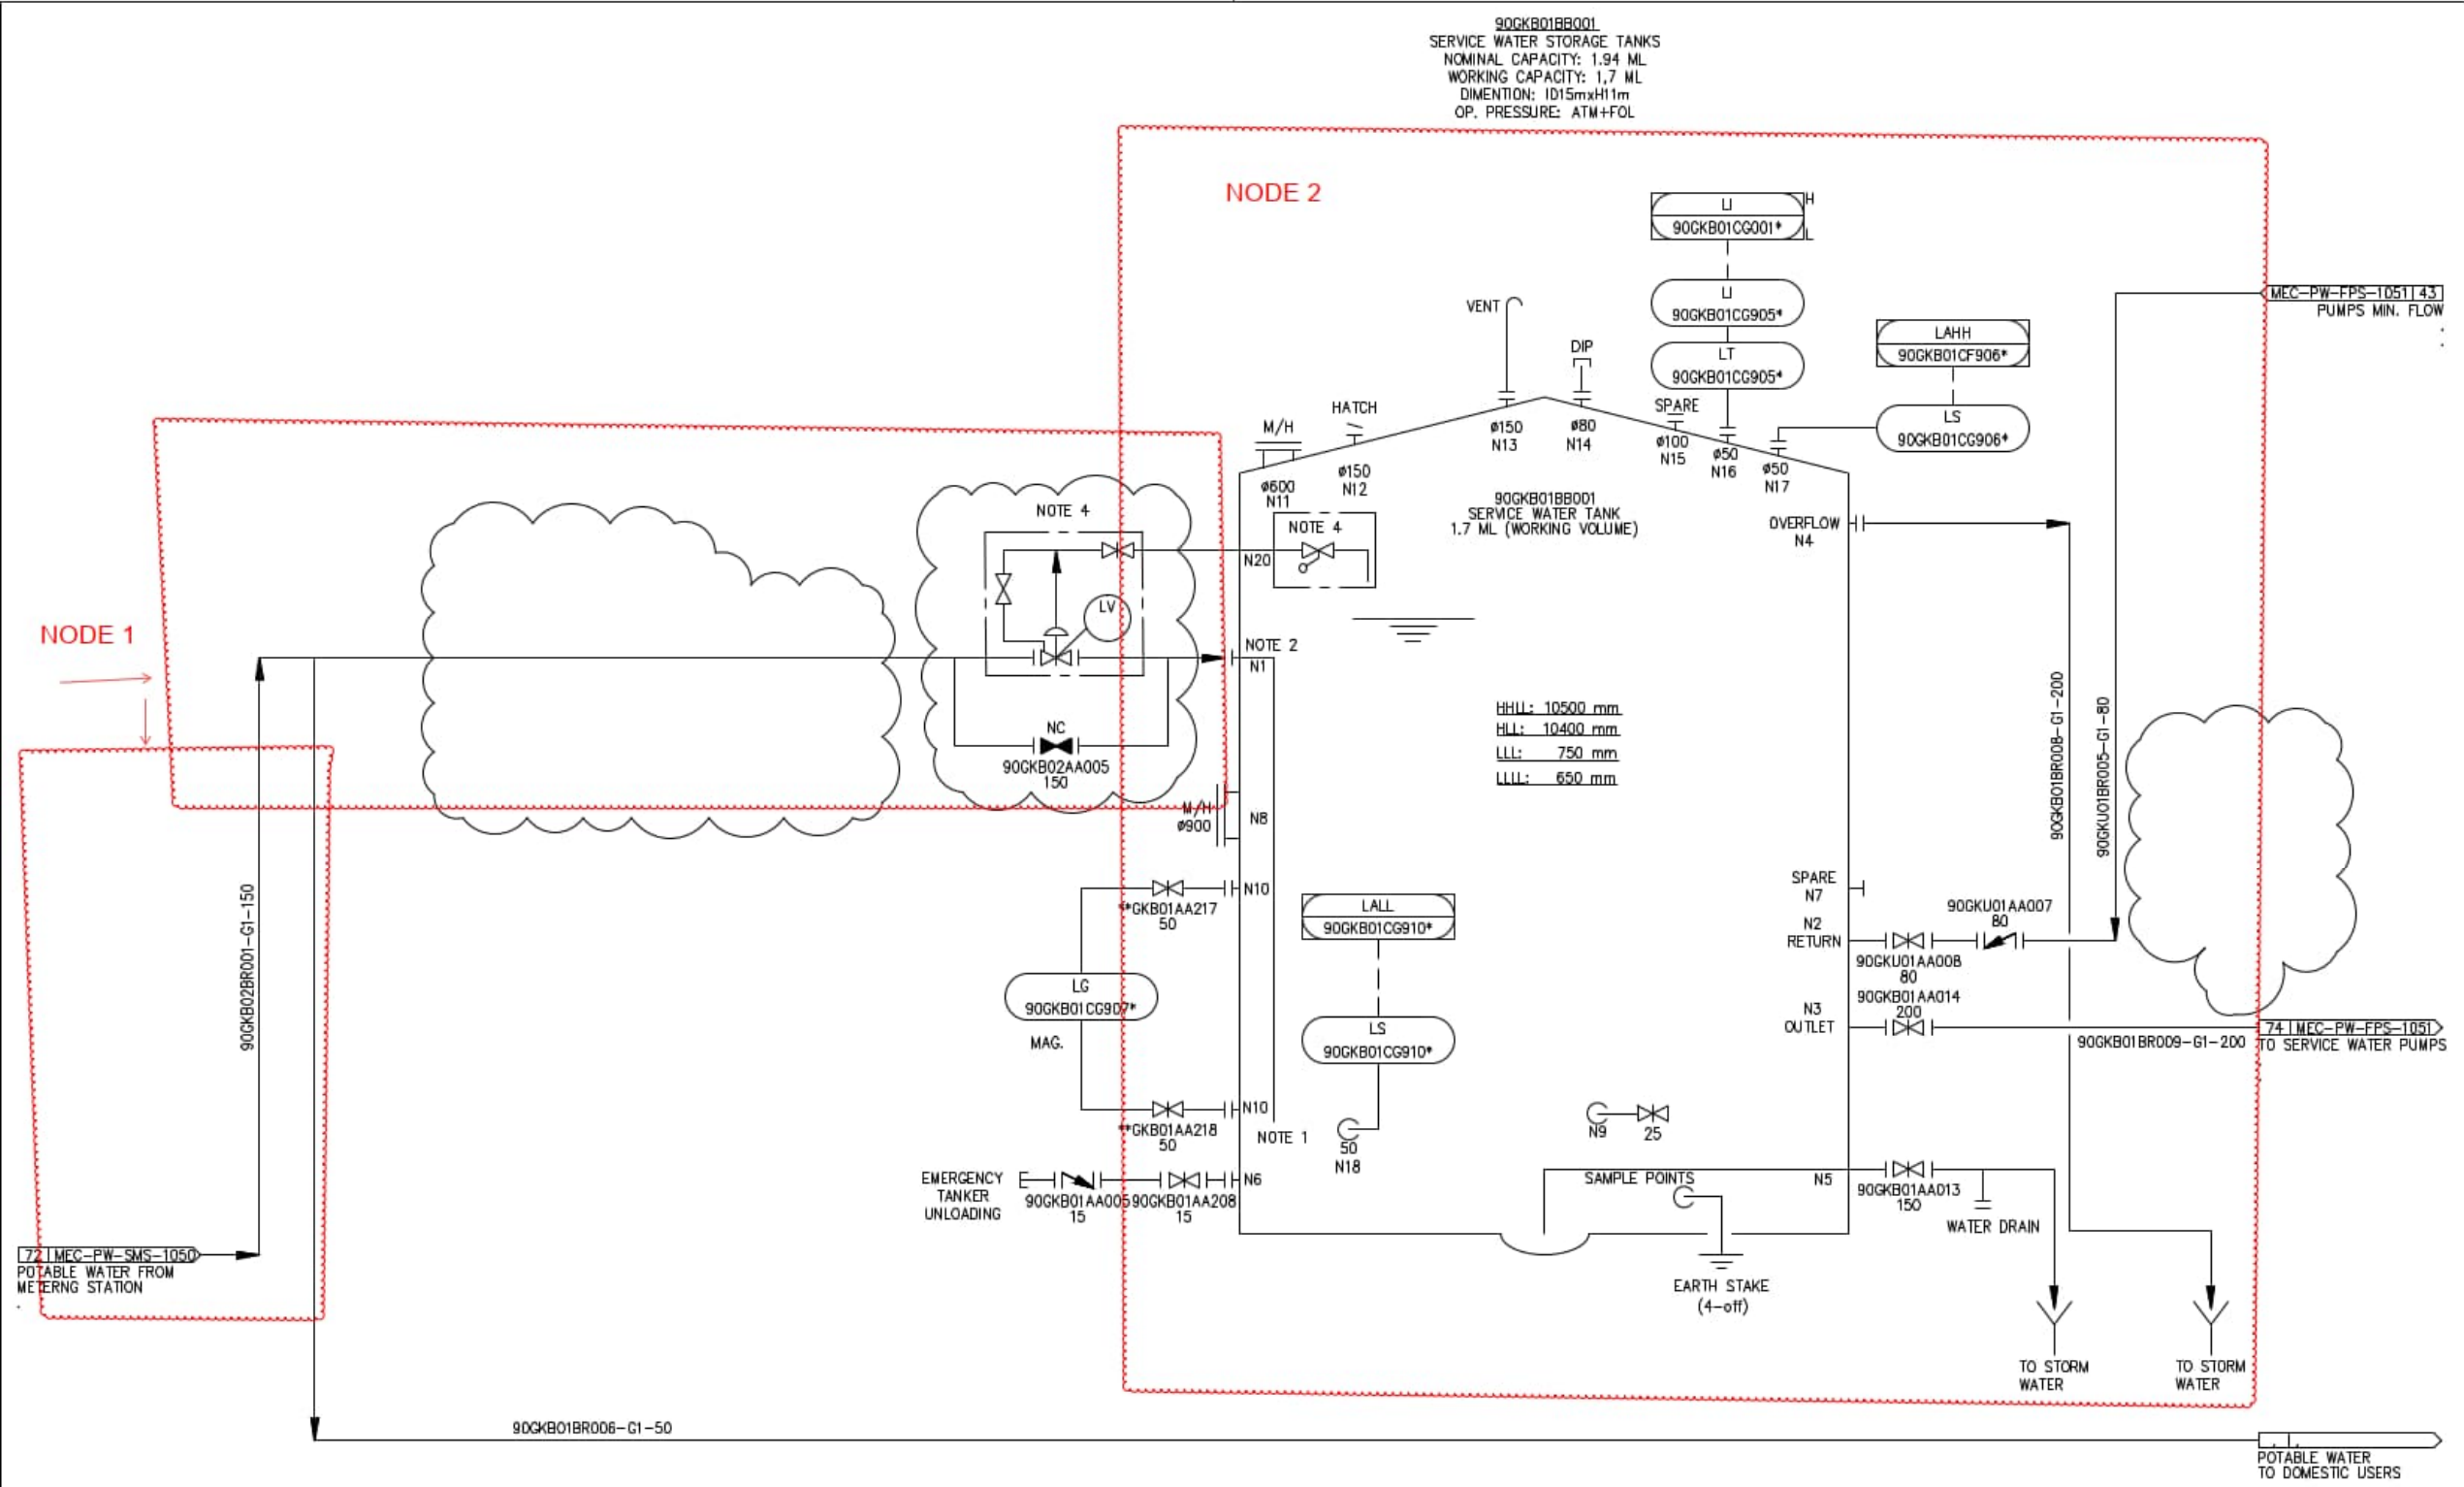 90GKB01BB001
SERVICE WATER STORAGE TANKS
NOMINAL CAPACITY: 1.94 ML
WORKING CAPACITY: 1,7 ML
DIMENTION: ID15mxH11m
OP. PRESSURE: ATM+FOL
NODE 2
LI
90GKB01CG001*
H
L
LI
90GKB01CG905*
LT
90GKB01CG905*
VENT
DIP
LAHH
90GKB01CF906*
LS
90GKB01CG906*
MEC-PW-FPS-1051 43
PUMPS MIN. FLOW
M/H
HATCH
SPARE
ø600
N11
ø150
N12
ø150
N13
ø80
N14
ø100
N15
ø50
N16
ø50
N17
90GKB01BB001
SERVICE WATER TANK
1.7 ML (WORKING VOLUME)
OVERFLOW
N4
NOTE 4
NOTE 4
N20
LV
NODE 1
NOTE 2
N1
NC
90GKB02AA005
150
HHLL: 10500 mm
HLL: 10400 mm
LLL: 750 mm
LLLL: 650 mm
90GKB01BR008-G1-200
90GKU01BR005-G1-80
M/H
ø900
N8
N10
**GKB01AA217
50
LG
90GKB01CG907*
MAG.
N10
**GKB01AA218
50
NOTE 1
LALL
90GKB01CG910*
LS
90GKB01CG910*
50
N18
SPARE
N7
N2
RETURN
90GKU01AA007
80
90GKU01AA008
80
90GKB01AA014
200
N3
OUTLET
90GKB01BR009-G1-200
74 MEC-PW-FPS-1051
TO SERVICE WATER PUMPS
N9
25
SAMPLE POINTS
N5
90GKB01AA013
150
WATER DRAIN
EMERGENCY
TANKER
UNLOADING
90GKB01AA005
15
90GKB01AA208
15
N6
90GKB02BR001-G1-150
72 MEC-PW-SMS-1050
POTABLE WATER FROM
METERNG STATION
EARTH STAKE
(4-off)
TO STORM
WATER
TO STORM
WATER
90GKB01BR006-G1-50
POTABLE WATER
TO DOMESTIC USERS